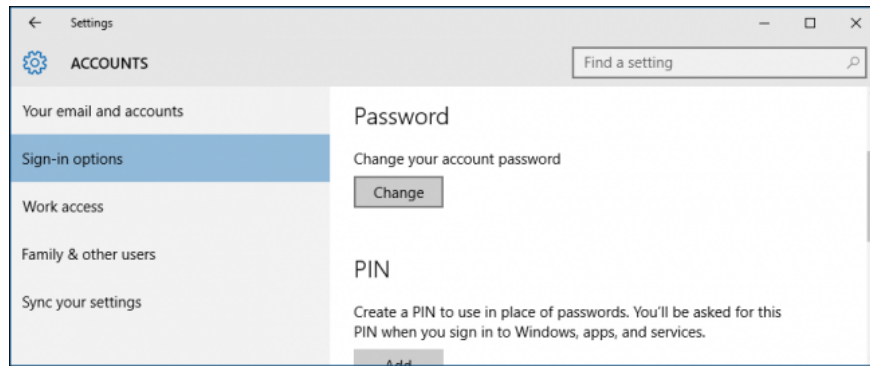 Settings
ACCOUNTS
Find a setting
Your email and accounts
Sign-in options
Work access
Family & other users
Sync your settings
Password
Change your account password
Change
PIN
Create a PIN to use in place of passwords. You'll be asked for this
PIN when you sign in to Windows, apps, and services.
Add